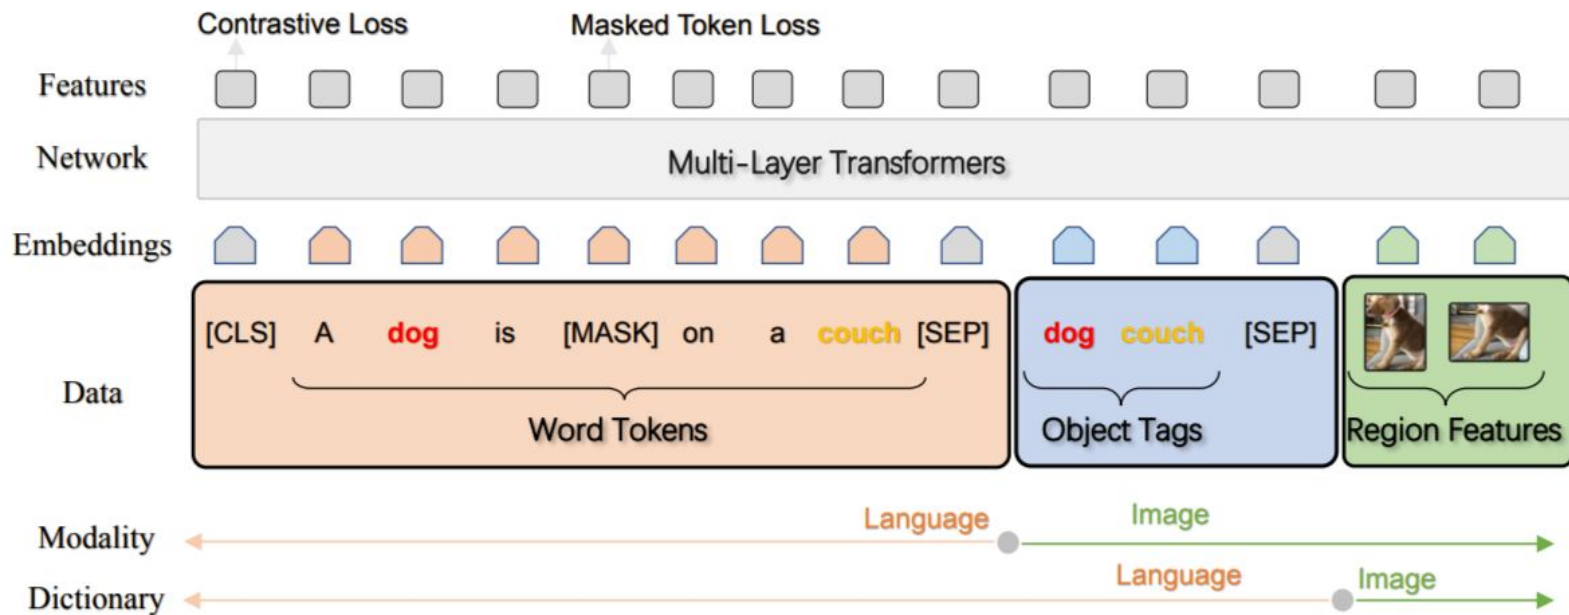 Contrastive Loss Masked Token Loss
Features
Network Multi-Layer Transformers
Embeddings
[CLS] A dog is [MASK] on a couch [SEP] dog couch [SEP]
Data
Word Tokens Object Tags Region Features
Language Image
Modality
Language Image
Dictionary